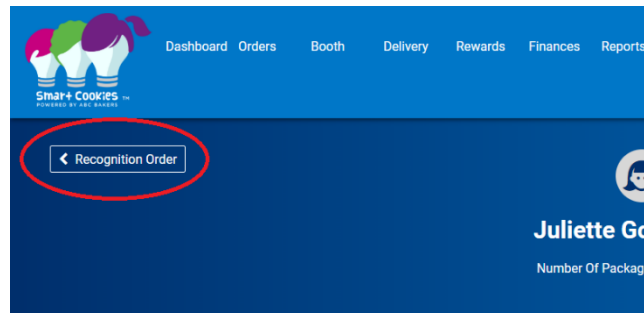 Dashboard Orders Booth Delivery Rewards Finances Reports
Smart Cookies TM
POWERED BY ABC BAKERS
Recognition Order
Juliette Go
Number Of Packag